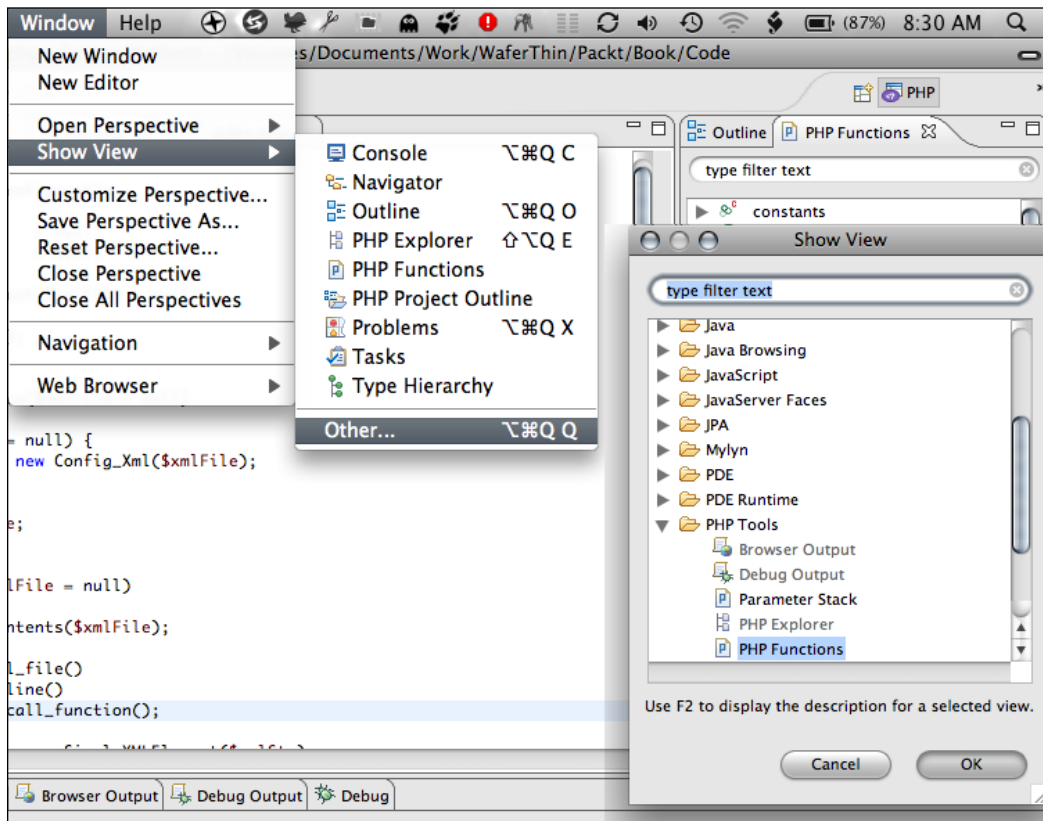 Window Help (87%) 8:30 AM
s/Documents/Work/WaferThin/Packt/Book/Code
New Window
New Editor
Open Perspective
Show View
Customize Perspective...
Save Perspective As...
Reset Perspective...
Close Perspective
Close All Perspectives
Navigation
Web Browser
Console ⌥⌘Q C
Navigator
Outline ⌥⌘Q O
PHP Explorer ⇧⌥Q E
PHP Functions
PHP Project Outline
Problems ⌥⌘Q X
Tasks
Type Hierarchy
Other... ⌥⌘Q Q
PHP
Outline PHP Functions
type filter text
constants
Show View
type filter text
Java
Java Browsing
JavaScript
JavaServer Faces
JPA
Mylyn
PDE
PDE Runtime
PHP Tools
Browser Output
Debug Output
Parameter Stack
PHP Explorer
PHP Functions
Use F2 to display the description for a selected view.
Cancel OK
= null) {
new Config_Xml($xmlFile);
e;
lFile = null)
ntents($xmlFile);
l_file()
line()
call_function();
Browser Output Debug Output Debug